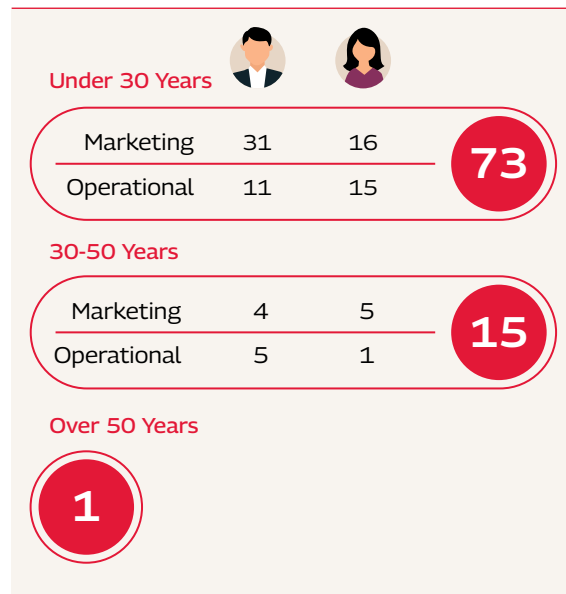 Under 30 Years
Marketing 31 16
Operational 11 15
73
30-50 Years
Marketing 4 5
Operational 5 1
15
Over 50 Years
1